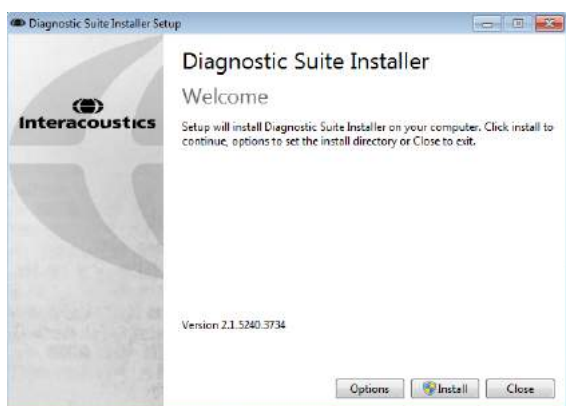 Diagnostic Suite Installer Setup
Diagnostic Suite Installer
Welcome
Interacoustics
Setup will install Diagnostic Suite Installer on your computer. Click install to
continue, options to set the install directory or Close to exit.
Version 2.1.5240.3734
Options
Install
Close